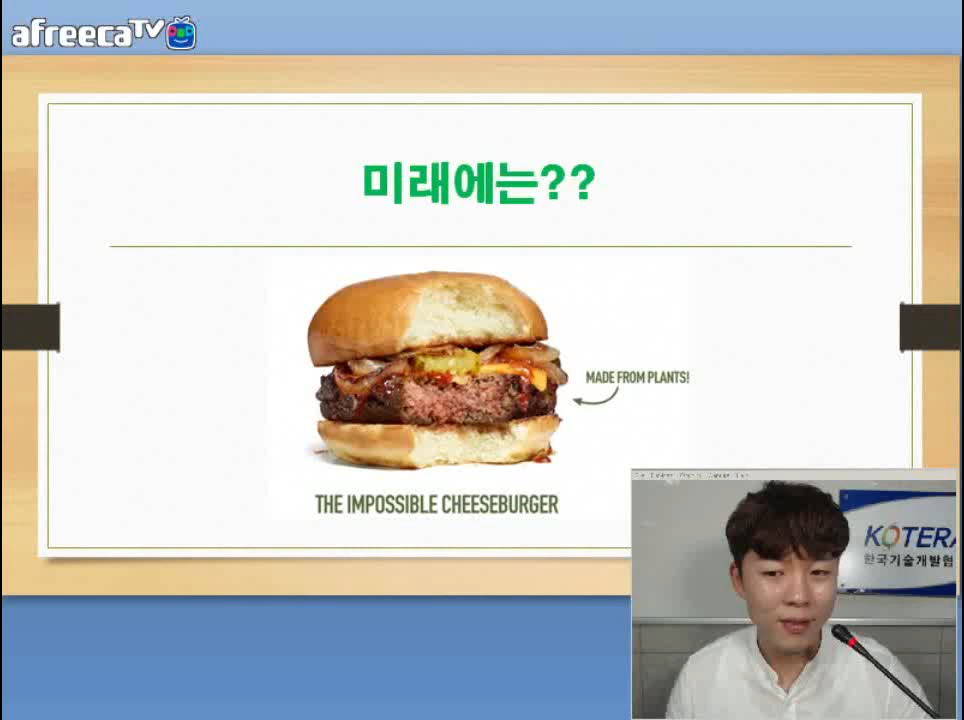 afreecaTV
미래에는??
MADE FROM PLANTS!
THE IMPOSSIBLE CHEESEBURGER
KOTERA
한국기술개발협